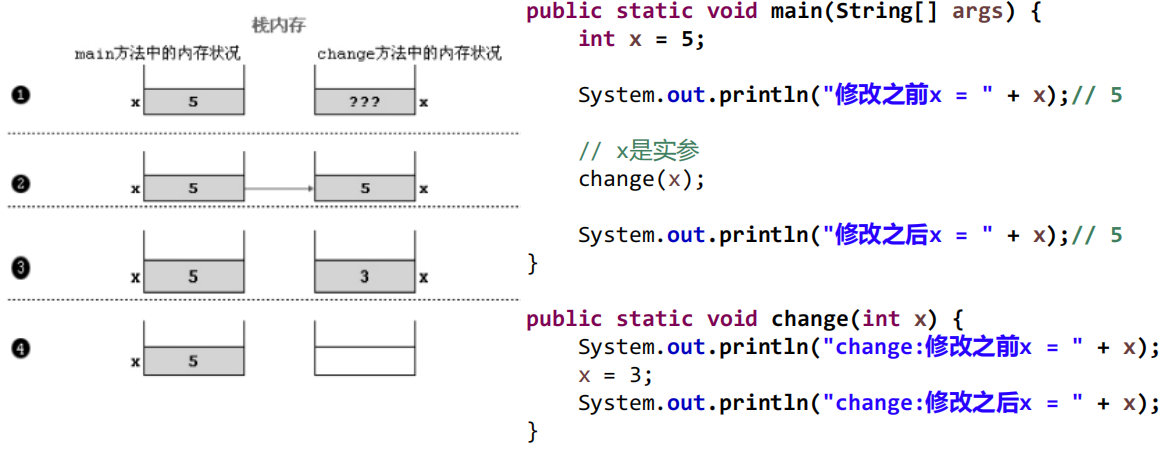 栈内存
main方法中的内存状况 change方法中的内存状况
❶ x 5 ??? x
❷ x 5 5 x
❸ x 5 3 x
❹ x 5
public static void main(String[] args) {
int x = 5;
System.out.println("修改之前x = " + x);// 5
// x是实参
change(x);
System.out.println("修改之后x = " + x);// 5
}
public static void change(int x) {
System.out.println("change:修改之前x = " + x);
x = 3;
System.out.println("change:修改之后x = " + x);
}